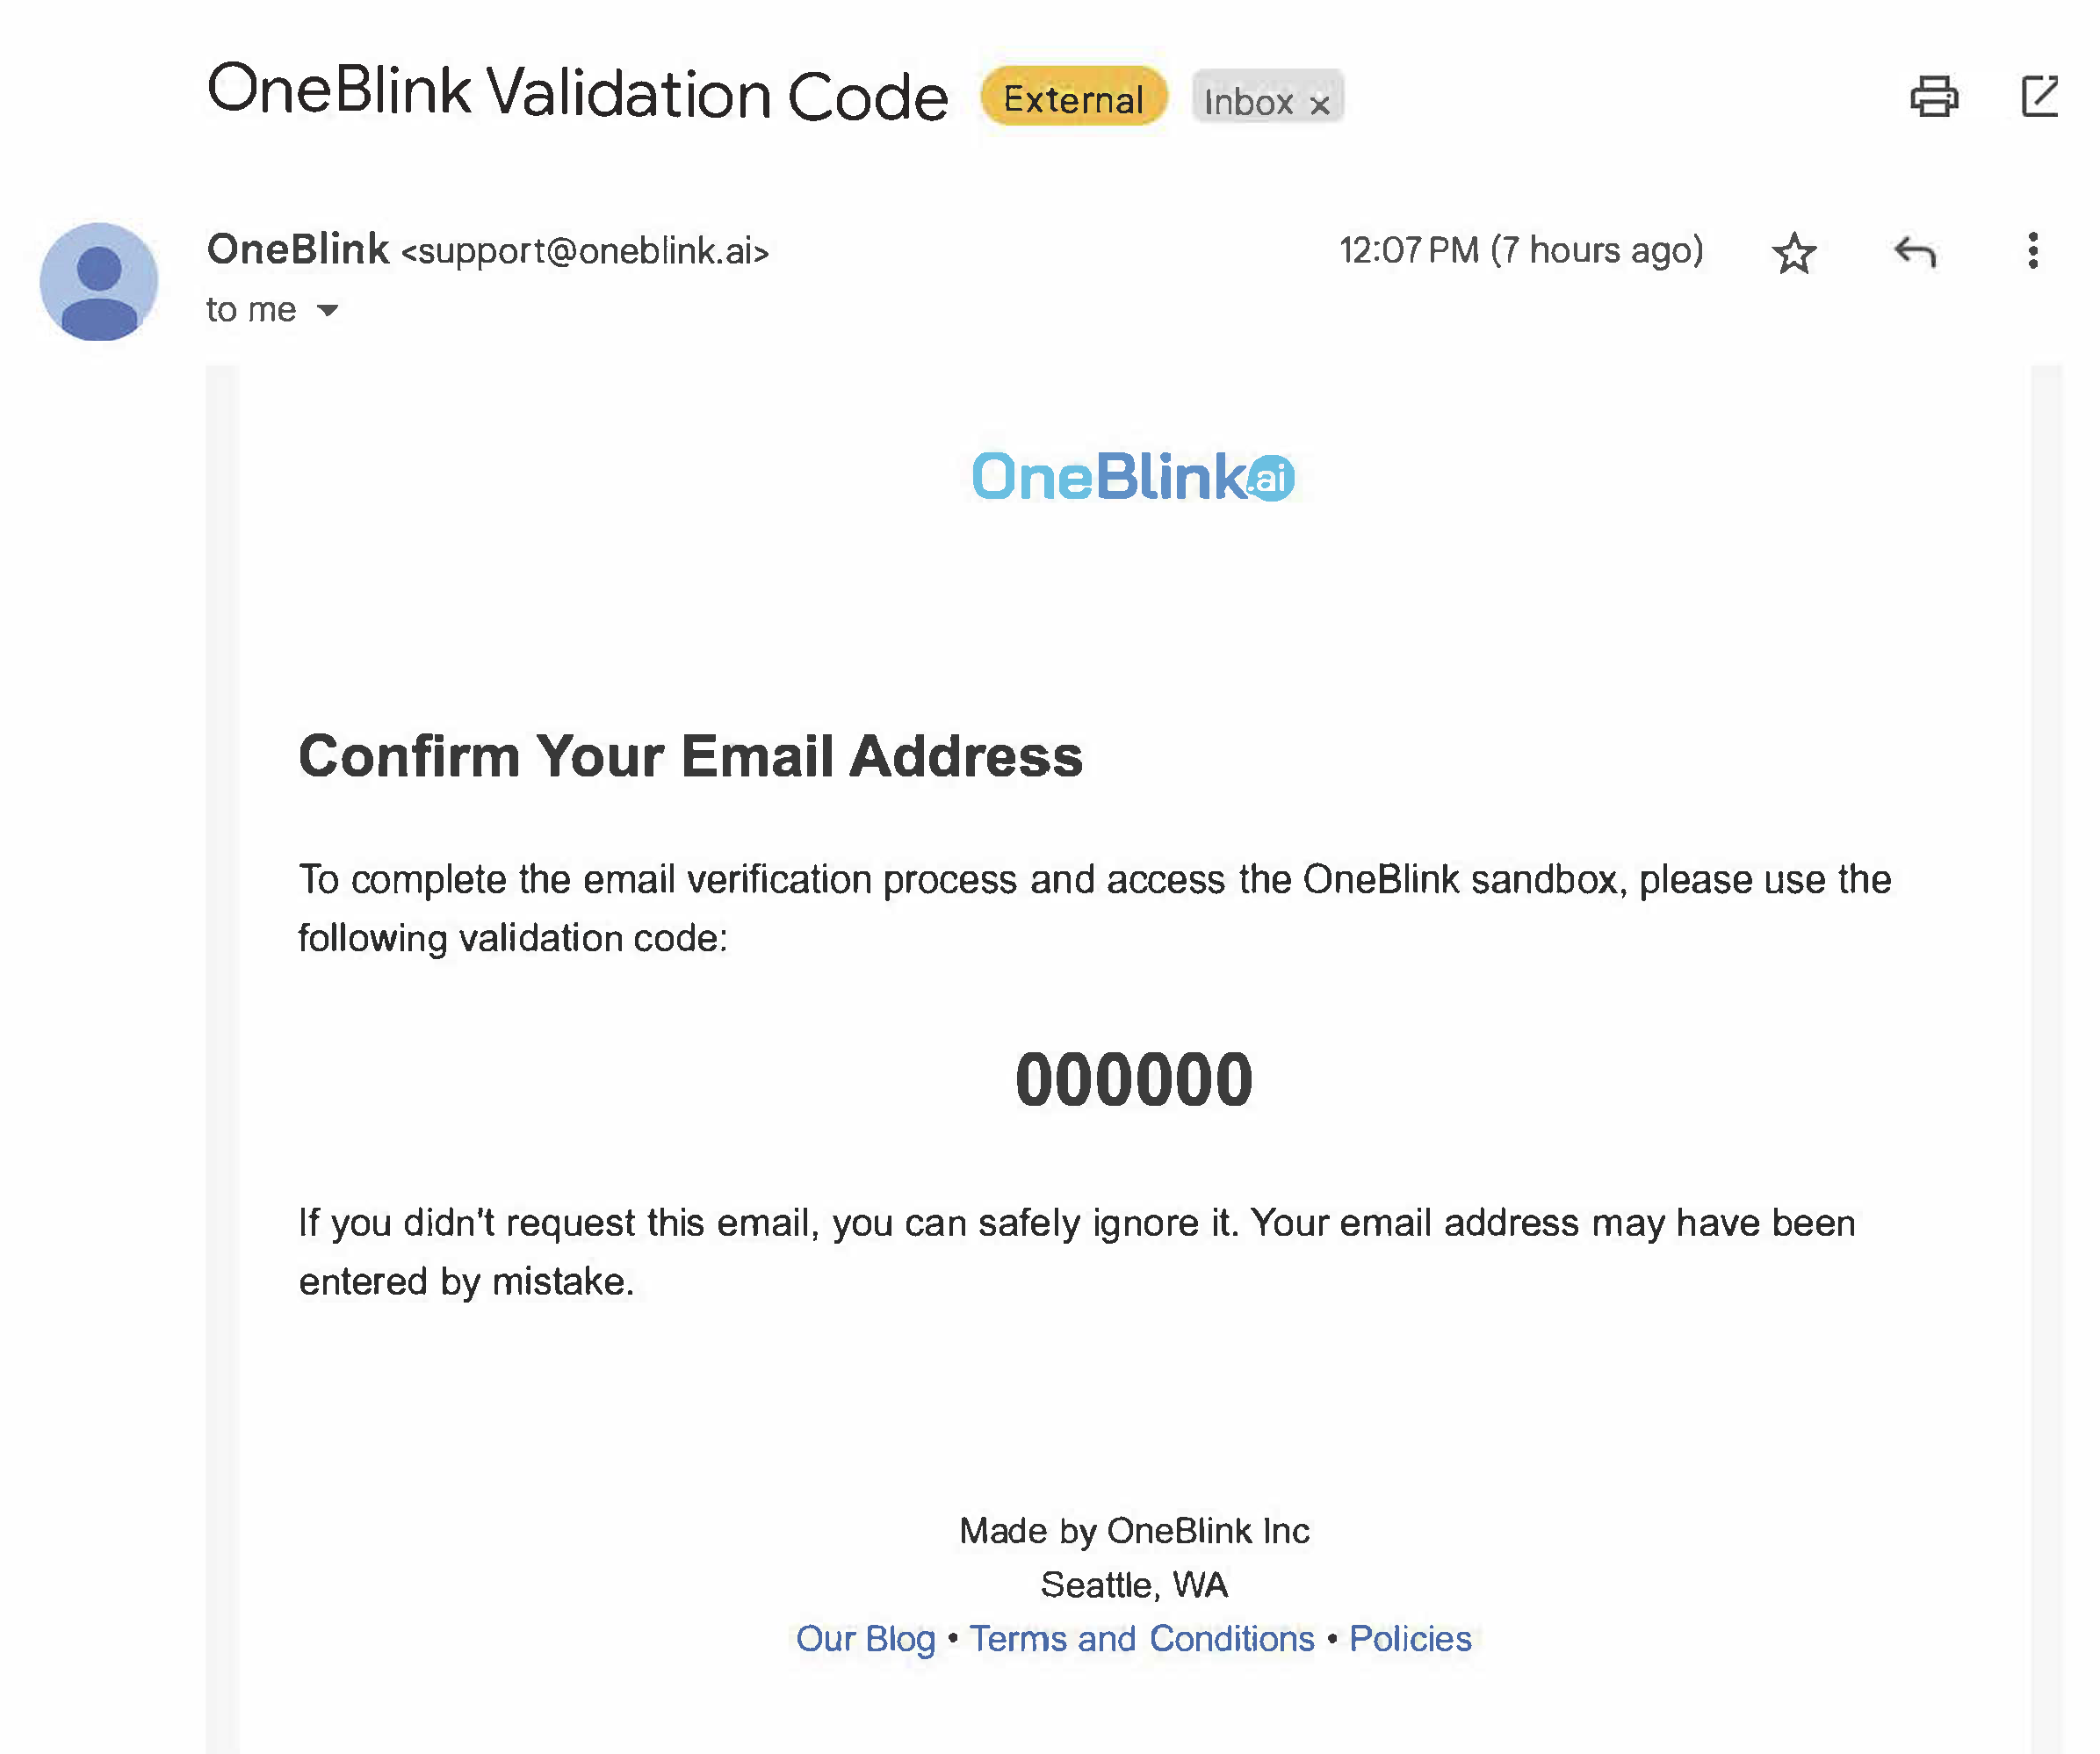 OneBlink Validation Code External Inbox x
OneBlink <support@oneblink.ai> 12:07 PM (7 hours ago)
to me
OneBlink.ai
Confirm Your Email Address
To complete the email verification process and access the OneBlink sandbox, please use the
following validation code:
000000
If you didn't request this email, you can safely ignore it. Your email address may have been
entered by mistake.
Made by OneBlink Inc
Seattle, WA
Our Blog • Terms and Conditions • Policies